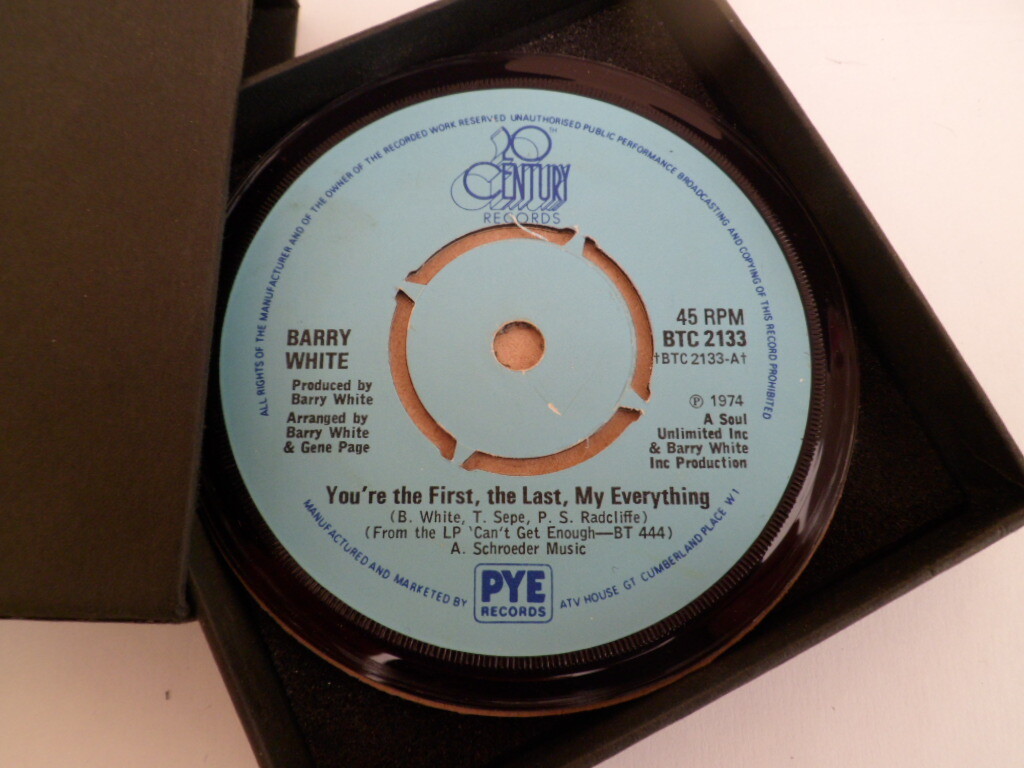 ALL RIGHTS OF THE MANUFACTURER AND OF THE OWNER OF THE RECORDED WORK RESERVED UNAUTHORISED PUBLIC PERFORMANCE BROADCASTING AND COPYING OF THIS RECORD PROHIBITED
20TH
CENTURY
RECORDS
BARRY
WHITE
Produced by
Barry White
Arranged by
Barry White
& Gene Page
45 RPM
BTC 2133
†BTC 2133-A†
℗ 1974
A Soul
Unlimited Inc
& Barry White
Inc Production
You're the First, the Last, My Everything
(B. White, T. Sepe, P. S. Radcliffe)
(From the LP 'Can't Get Enough—BT 444)
A. Schroeder Music
MANUFACTURED AND MARKETED BY
PYE
RECORDS
ATV HOUSE GT CUMBERLAND PLACE W1